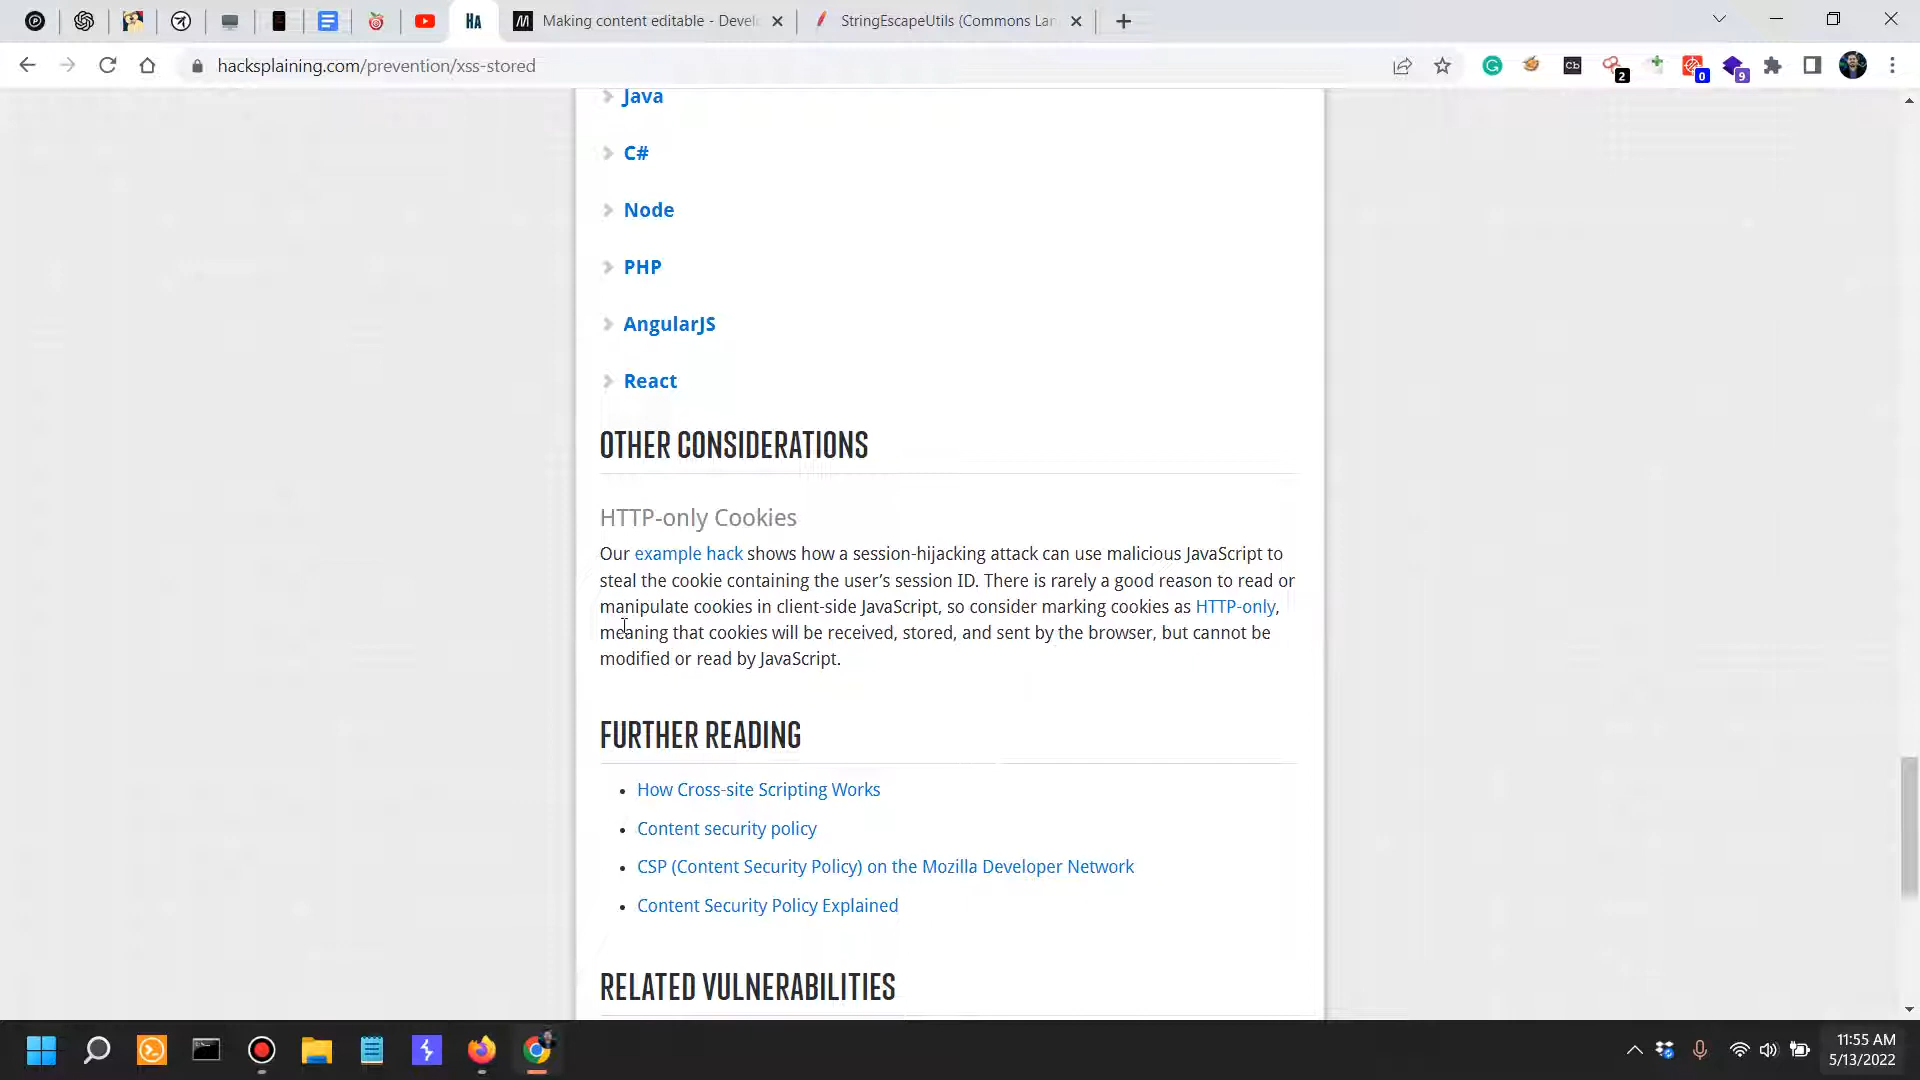 HA
Making content editable - Devel
StringEscapeUtils (Commons Lan
hacksplaining.com/prevention/xss-stored
Cb
2
0
9
Java
C#
Node
PHP
AngularJS
React
OTHER CONSIDERATIONS
HTTP-only Cookies
Our example hack shows how a session-hijacking attack can use malicious JavaScript to
steal the cookie containing the user’s session ID. There is rarely a good reason to read or
manipulate cookies in client-side JavaScript, so consider marking cookies as HTTP-only,
meaning that cookies will be received, stored, and sent by the browser, but cannot be
modified or read by JavaScript.
FURTHER READING
How Cross-site Scripting Works
Content security policy
CSP (Content Security Policy) on the Mozilla Developer Network
Content Security Policy Explained
RELATED VULNERABILITIES
11:55 AM
5/13/2022